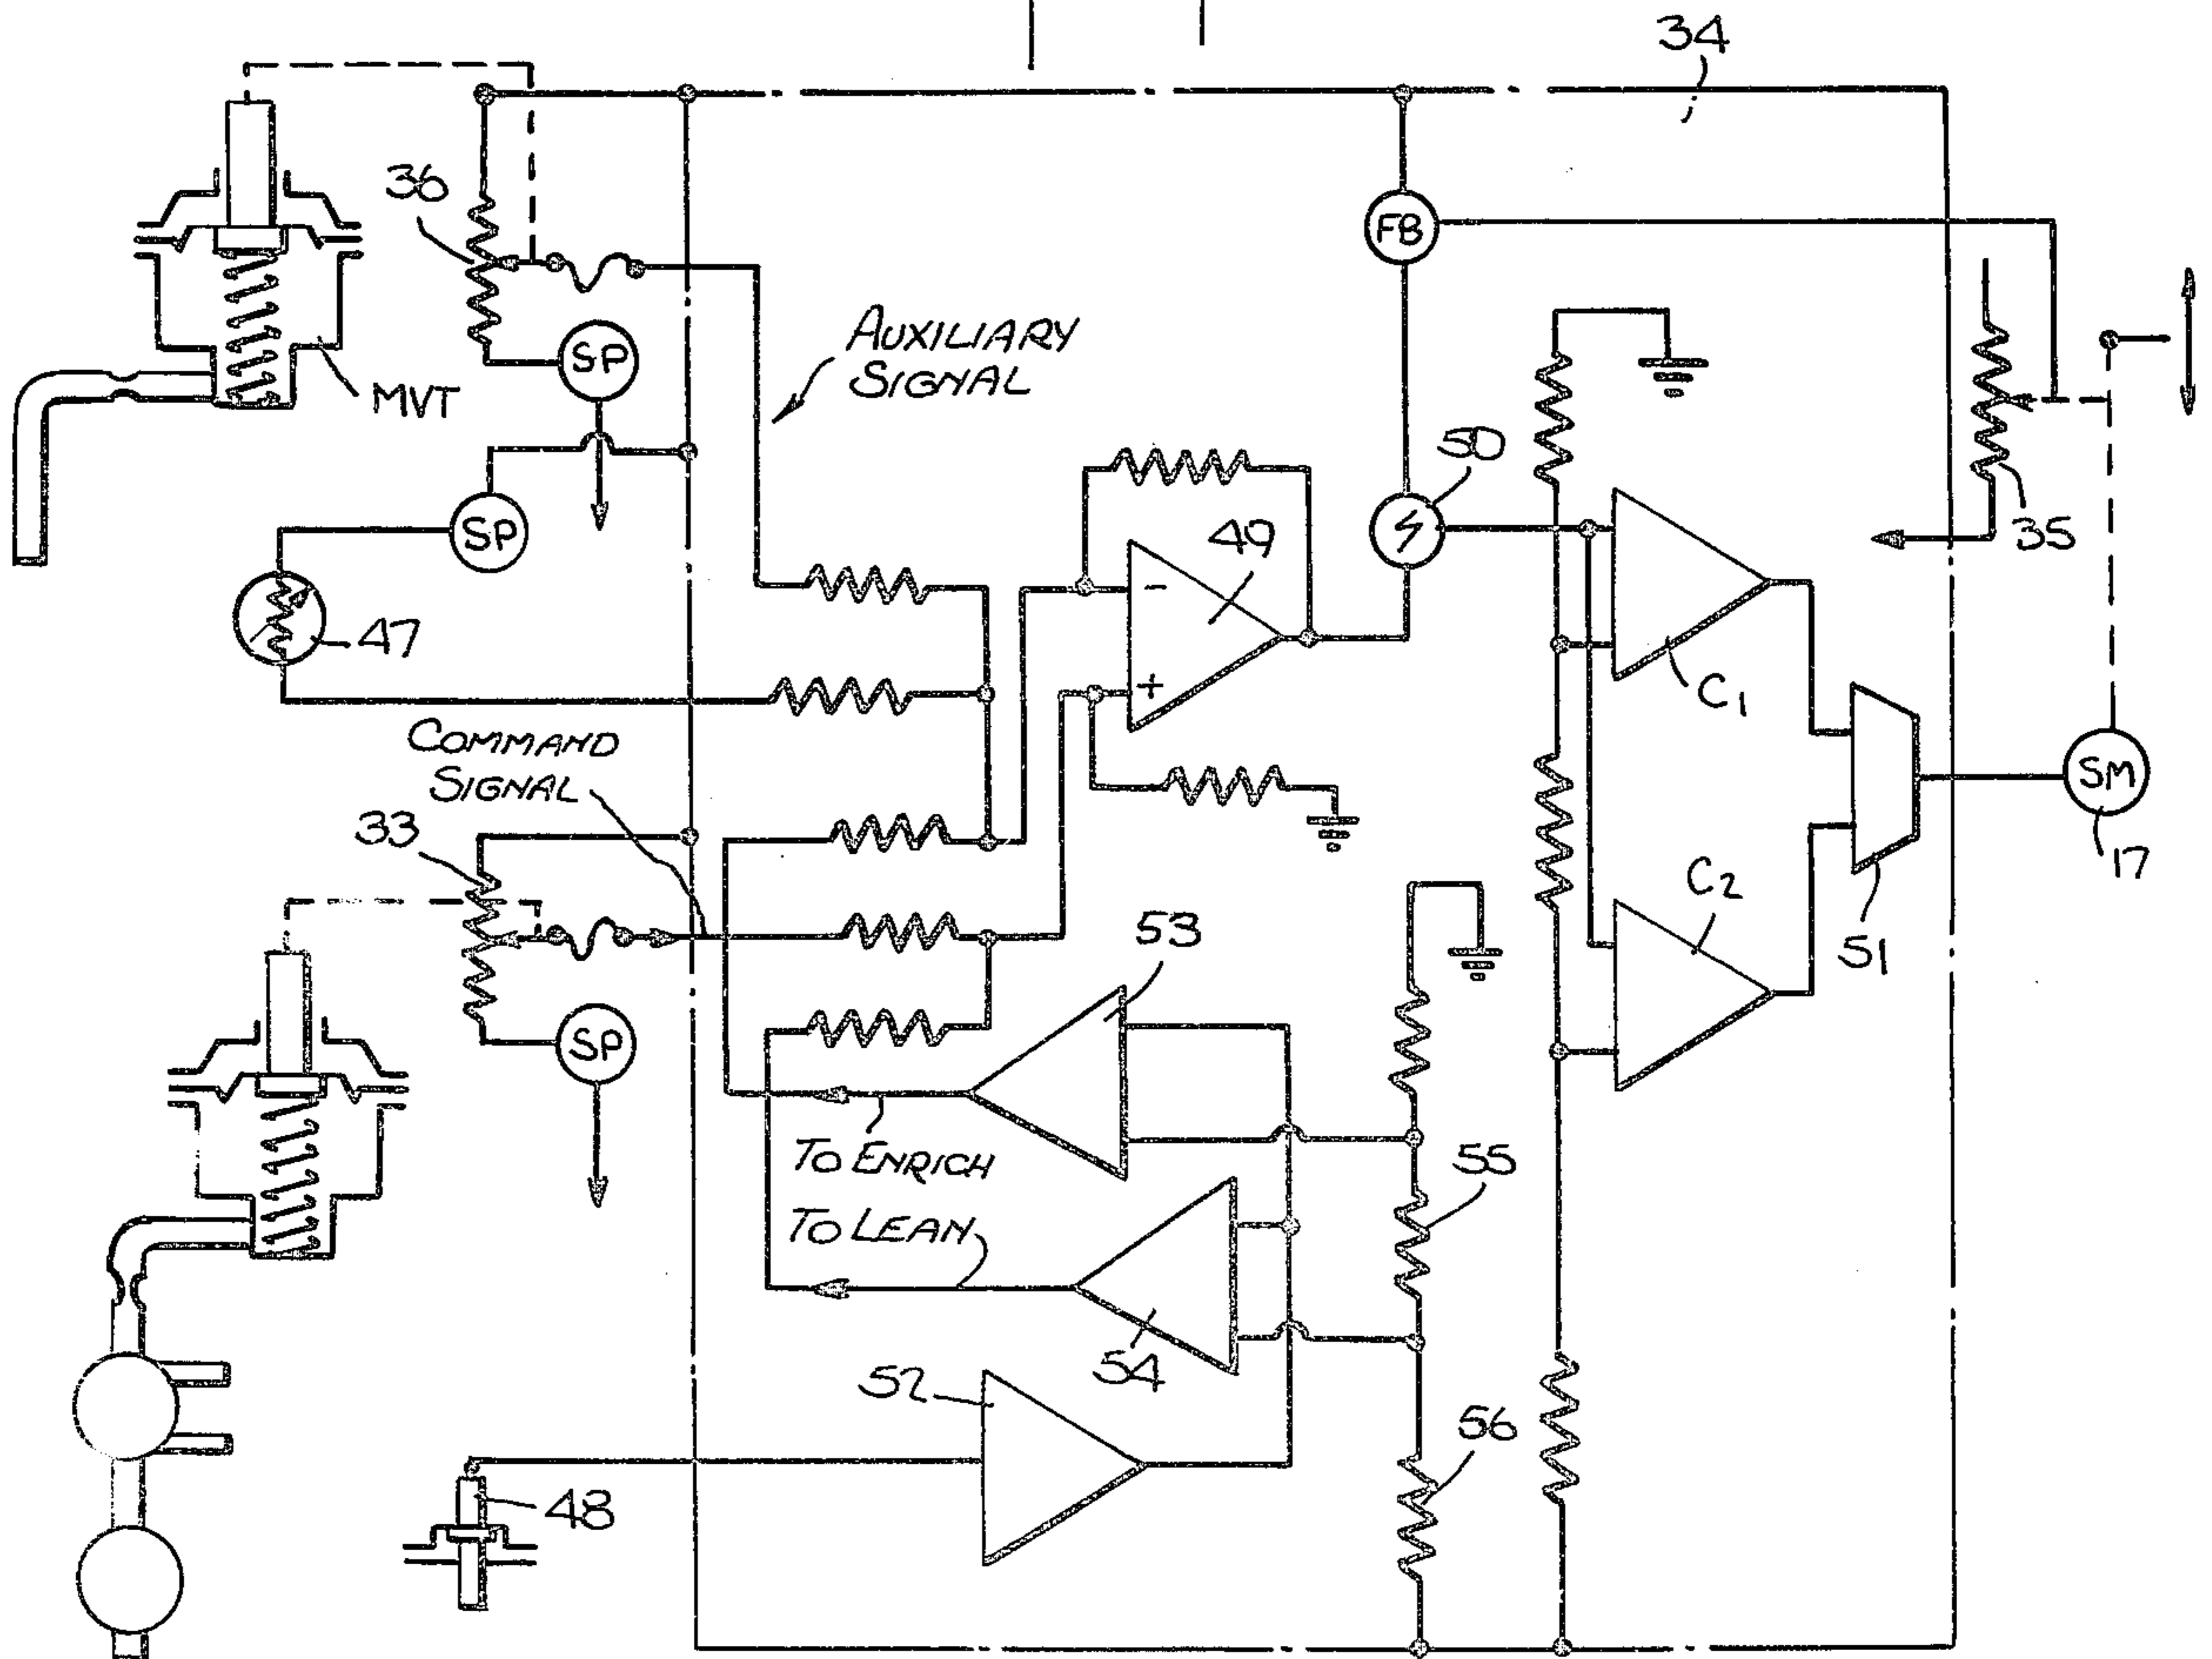 34
36
FB
AUXILIARY
SIGNAL
SP
MVT
50
35
SP
49
-
47
+
C1
COMMAND
SIGNAL
SM
33
17
C2
53
51
SP
TO ENRICH
55
TO LEAN
54
52
56
48